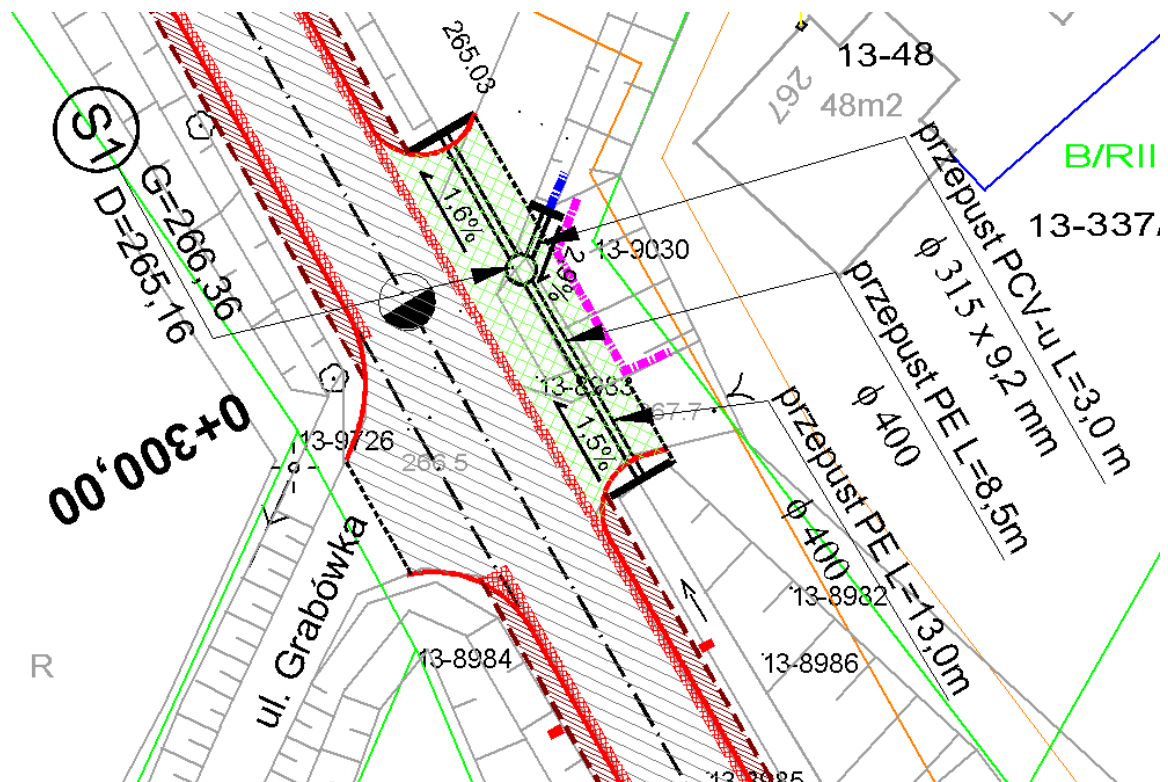 265.03
13-48
267
48m2
B/RII
13-337
S1
G=266,36
D=265,16
1.6%
2.9%
13-9030
przepust PCV-u L=3,0 m
ϕ 315 x 9,2 mm
przepust PE L=8,5m
ϕ 400
przepust PE L=13,0m
ϕ 400
13-8983
267.7
1.5%
0+300,00
13-9726
266.5
ul. Grabówka
13-8982
13-8984
13-8986
R
13-8985